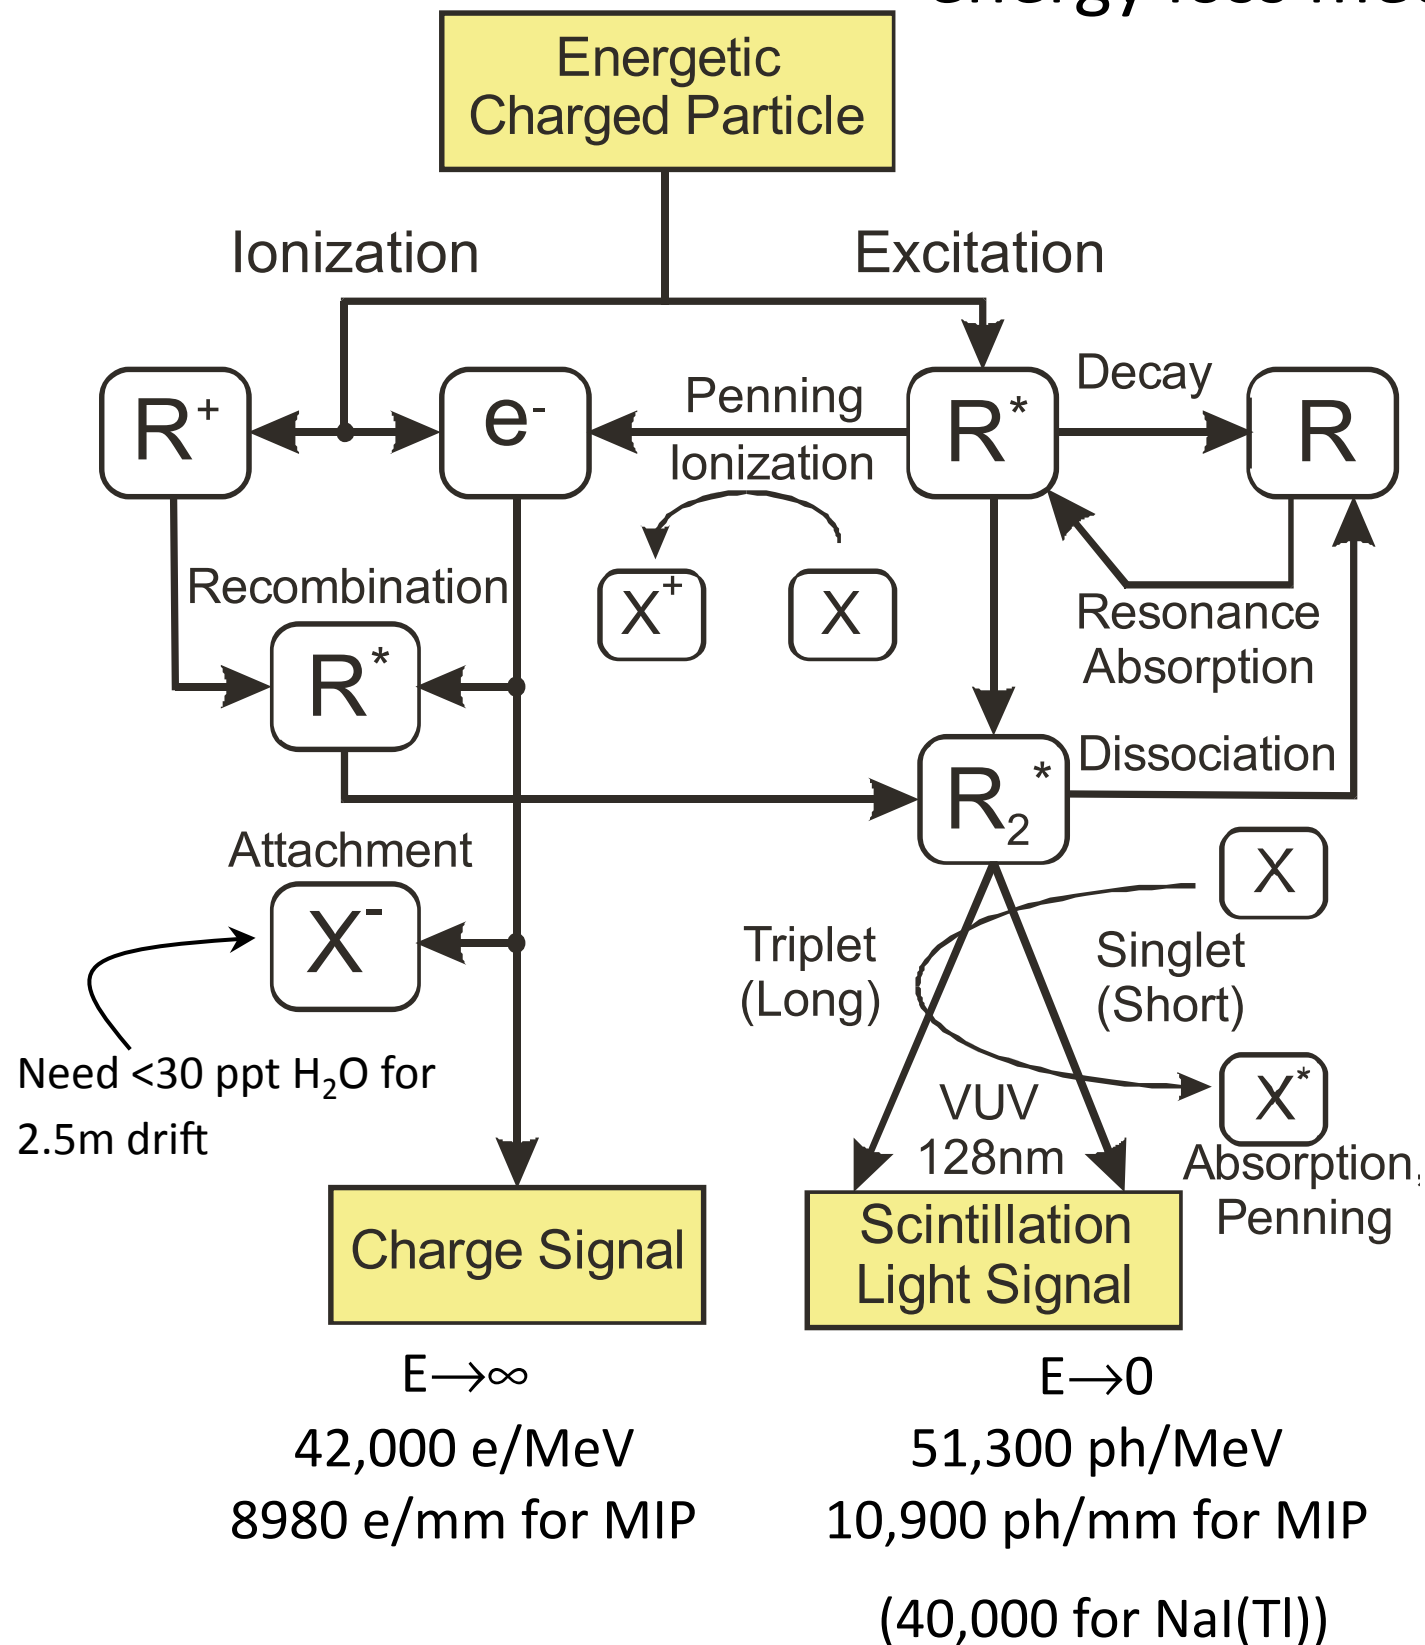 Energetic
Charged Particle
Ionization
Excitation
R+
e-
Penning
Ionization
R*
Decay
R
X+
X
Recombination
R*
Resonance
Absorption
R2*
Dissociation
Attachment
X-
X
Triplet
(Long)
Singlet
(Short)
Need <30 ppt H2O for
2.5m drift
VUV
128nm
X*
Absorption,
Penning
Charge Signal
Scintillation
Light Signal
E→∞
42,000 e/MeV
8980 e/mm for MIP
E→0
51,300 ph/MeV
10,900 ph/mm for MIP
(40,000 for NaI(Tl))